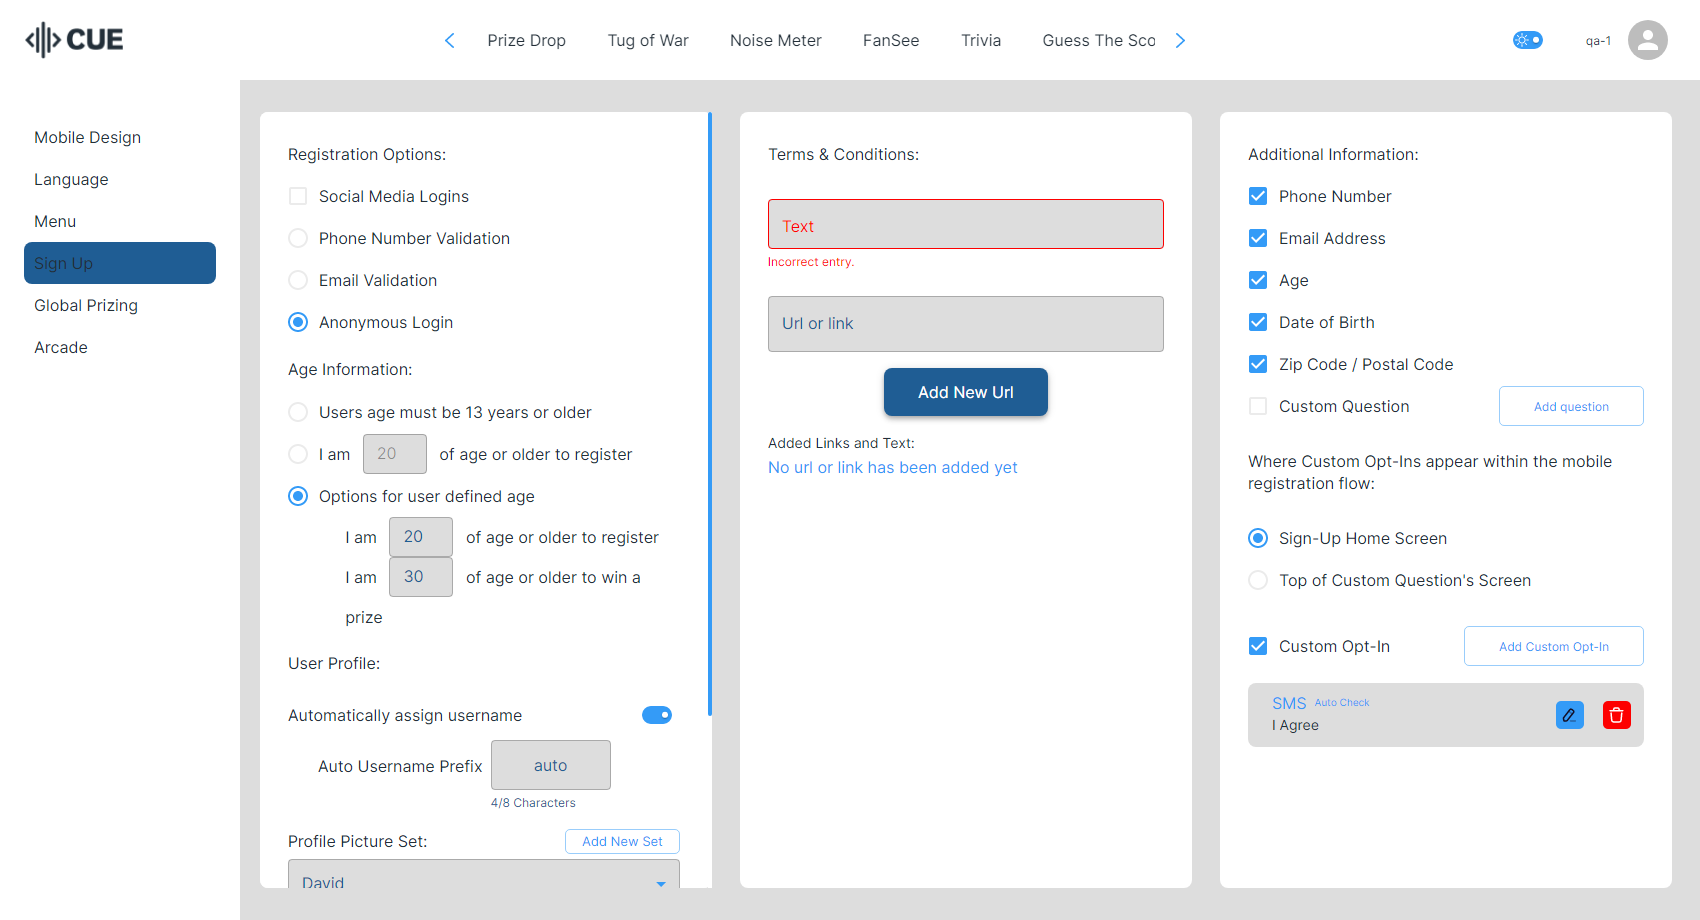 CUE
Prize Drop
Tug of War
Noise Meter
FanSee
Trivia
Guess The Sco
qa-1
Mobile Design
Language
Menu
Sign Up
Global Prizing
Arcade
Registration Options:
Social Media Logins
Phone Number Validation
Email Validation
Anonymous Login
Age Information:
Users age must be 13 years or older
I am 20 of age or older to register
Options for user defined age
I am 20 of age or older to register
I am 30 of age or older to win a
prize
User Profile:
Automatically assign username
Auto Username Prefix auto
4/8 Characters
Profile Picture Set: Add New Set
David
Terms & Conditions:
Text
Incorrect entry.
Url or link
Add New Url
Added Links and Text:
No url or link has been added yet
Additional Information:
Phone Number
Email Address
Age
Date of Birth
Zip Code / Postal Code
Custom Question Add question
Where Custom Opt-Ins appear within the mobile
registration flow:
Sign-Up Home Screen
Top of Custom Question's Screen
Custom Opt-In Add Custom Opt-In
SMS Auto Check
I Agree